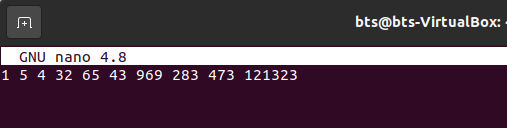 bts@bts-VirtualBox:
GNU nano 4.8
1 5 4 32 65 43 969 283 473 121323